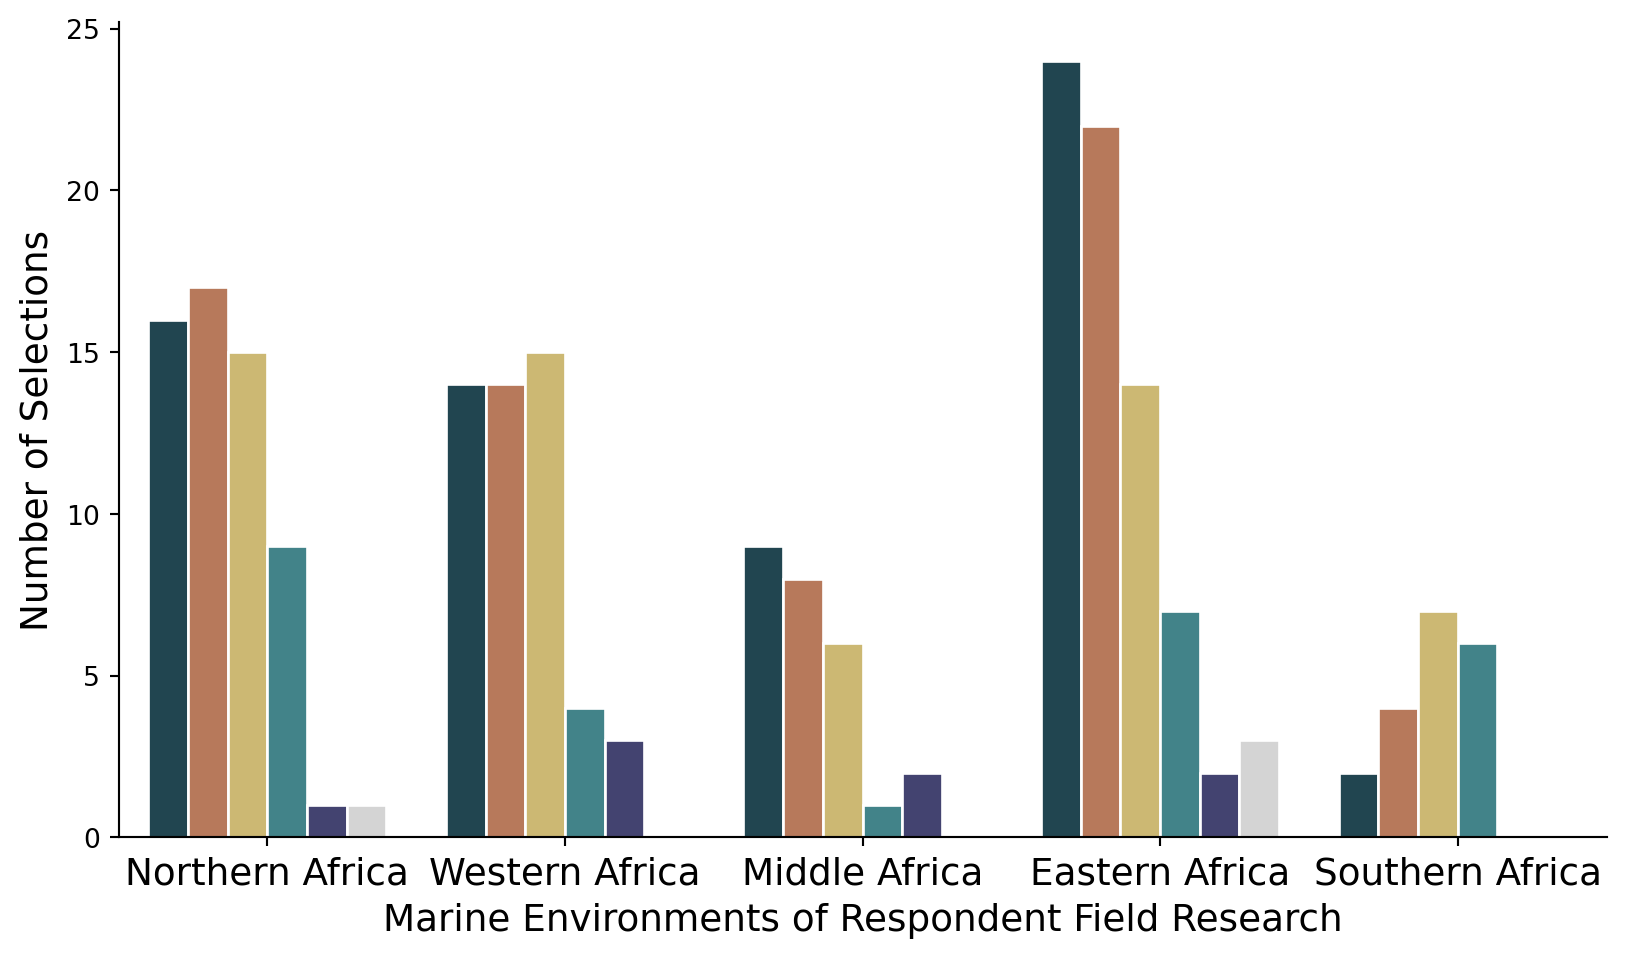 25
20
15
10
5
0
Number of Selections
Northern Africa Western Africa Middle Africa Eastern Africa Southern Africa
Marine Environments of Respondent Field Research